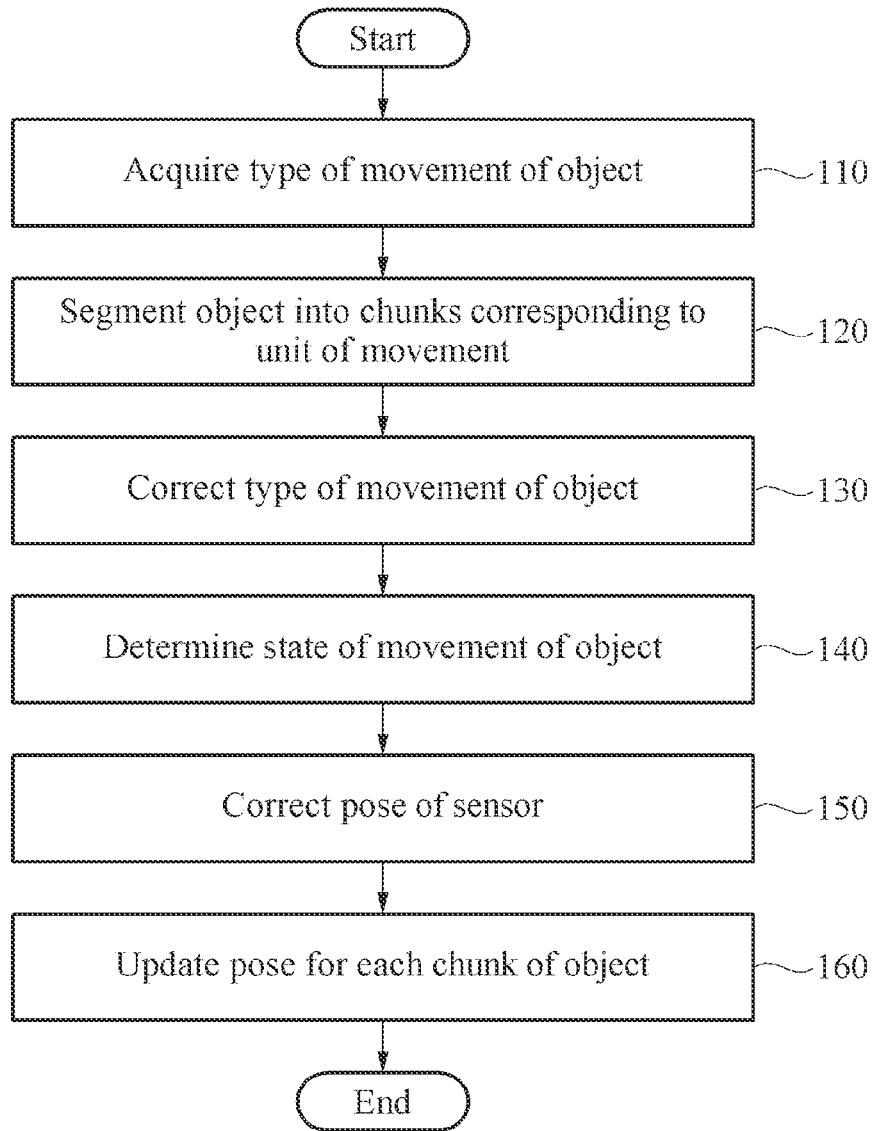 Start
Acquire type of movement of object
110
Segment object into chunks corresponding to
unit of movement
120
Correct type of movement of object
130
Determine state of movement of object
140
Correct pose of sensor
150
Update pose for each chunk of object
160
End